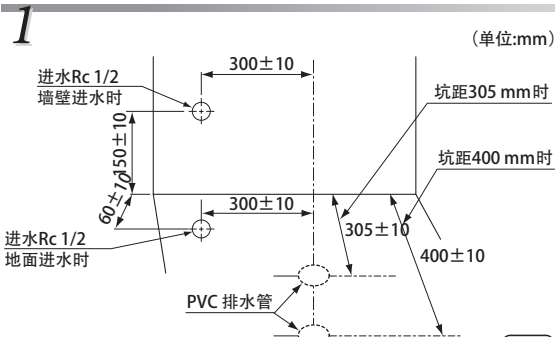 1
（单位:mm）
进水Rc 1/2
墙壁进水时
300±10
坑距305 mm时
150±10
坑距400 mm时
60±10
300±10
进水Rc 1/2
地面进水时
305±10
400±10
PVC 排水管